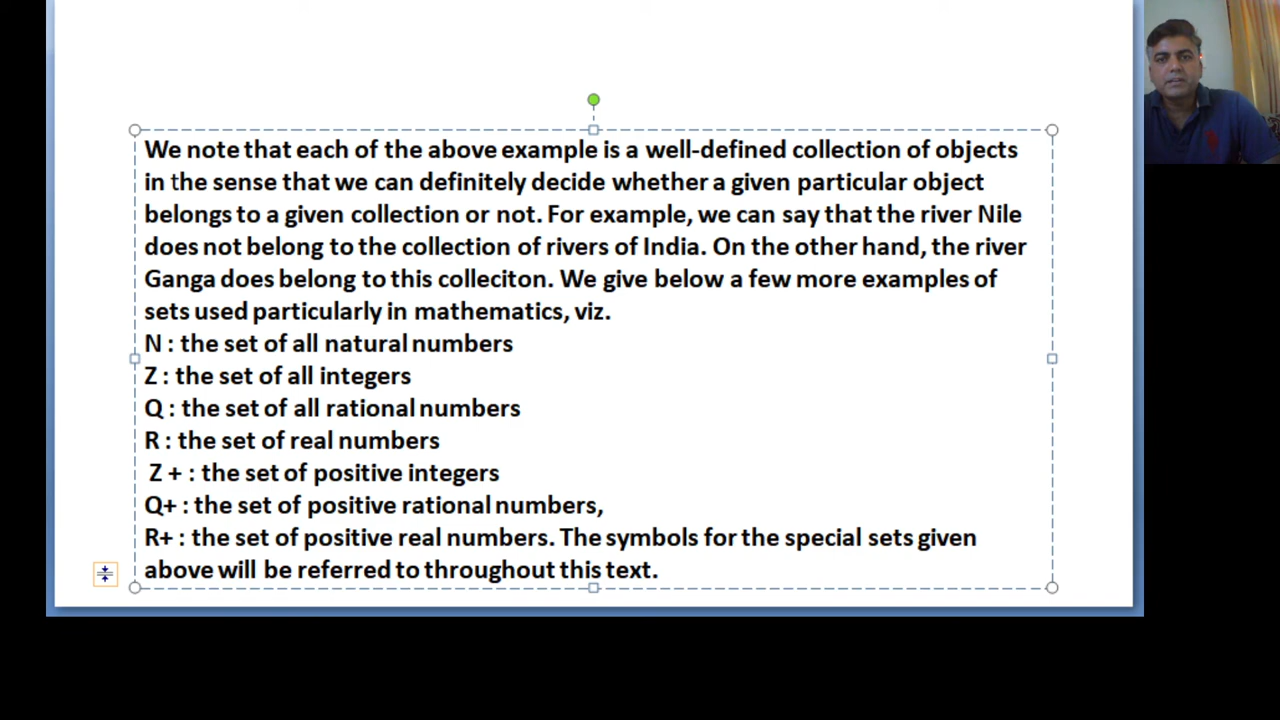 We note that each of the above example is a well-defined collection of objects
in the sense that we can definitely decide whether a given particular object
belongs to a given collection or not. For example, we can say that the river Nile
does not belong to the collection of rivers of India. On the other hand, the river
Ganga does belong to this colleciton. We give below a few more examples of
sets used particularly in mathematics, viz.
N : the set of all natural numbers
Z : the set of all integers
Q : the set of all rational numbers
R : the set of real numbers
Z + : the set of positive integers
Q+ : the set of positive rational numbers,
R+ : the set of positive real numbers. The symbols for the special sets given
above will be referred to throughout this text.